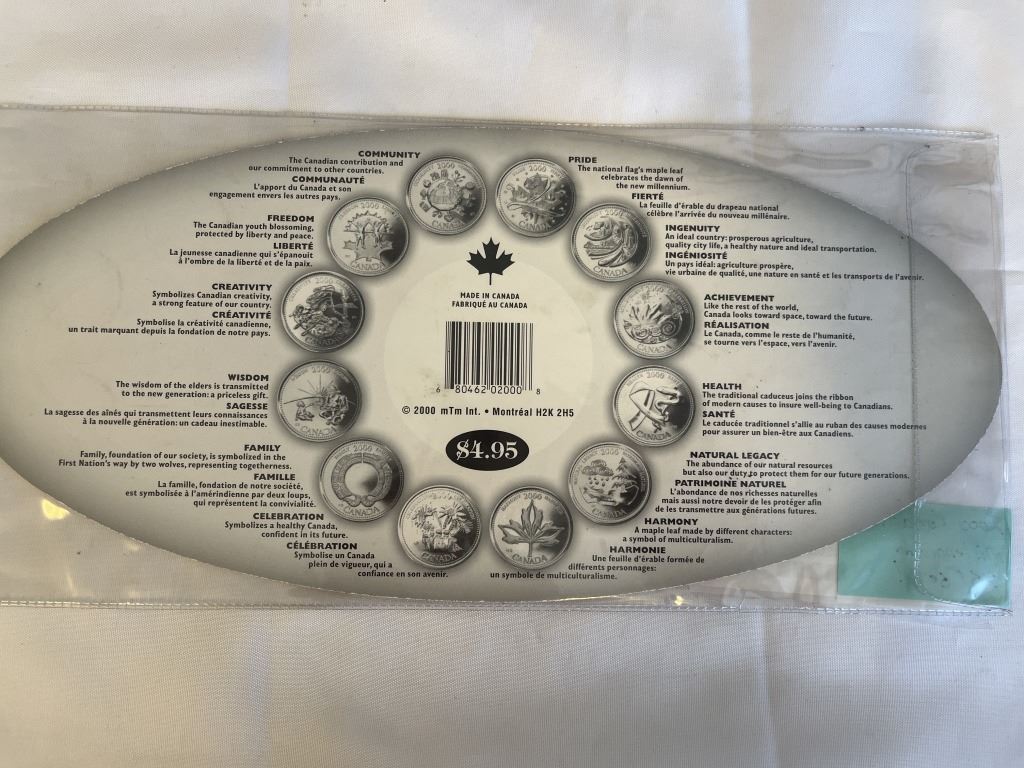 COMMUNITY
The Canadian contribution and
our commitment to other countries.
COMMUNAUTÉ
L'apport du Canada et son
engagement envers les autres pays.
FREEDOM
The Canadian youth blossoming,
protected by liberty and peace.
LIBERTÉ
La jeunesse canadienne qui s'épanouit
à l'ombre de la liberté et de la paix.
CREATIVITY
Symbolizes Canadian creativity,
a strong feature of our country.
CRÉATIVITÉ
Symbolise la créativité canadienne,
un trait marquant depuis la fondation de notre pays.
WISDOM
The wisdom of the elders is transmitted
to the new generation: a priceless gift.
SAGESSE
La sagesse des aînés qui transmettent leurs connaissances
à la nouvelle génération: un cadeau inestimable.
FAMILY
Family, foundation of our society, is symbolized in the
First Nation's way by two wolves, representing togetherness.
FAMILLE
La famille, fondation de notre société,
est symbolisée à l'amérindienne par deux loups,
qui représentent la convivialité.
CELEBRATION
Symbolizes a healthy Canada,
confident in its future.
CÉLÉBRATION
Symbolise un Canada
plein de vigueur, qui a
confiance en son avenir.
MADE IN CANADA
FABRIQUÉ AU CANADA
6 80462 02000 8
© 2000 mTm Int. • Montréal H2K 2H5
$4.95
PRIDE
The national flag's maple leaf
celebrates the dawn of
the new millennium.
FIERTÉ
La feuille d'érable du drapeau national
célèbre l'arrivée du nouveau millénaire.
INGENUITY
An ideal country: prosperous agriculture,
quality city life, a healthy nature and ideal transportation.
INGÉNIOSITÉ
Un pays idéal: agriculture prospère,
vie urbaine de qualité, une nature en santé et les transports de l'avenir.
ACHIEVEMENT
Like the rest of the world,
Canada looks toward space, toward the future.
RÉALISATION
Le Canada, comme le reste de l'humanité,
se tourne vers l'espace, vers l'avenir.
HEALTH
The traditional caduceus joins the ribbon
of modern causes to insure well-being to Canadians.
SANTÉ
Le caducée traditionnel s'allie au ruban des causes modernes
pour assurer un bien-être aux Canadiens.
NATURAL LEGACY
The abundance of our natural resources
but also our duty to protect them for our future generations.
PATRIMOINE NATUREL
L'abondance de nos richesses naturelles
mais aussi notre devoir de les protéger afin
de les transmettre aux générations futures.
HARMONY
A maple leaf made by different characters:
a symbol of multiculturalism.
HARMONIE
Une feuille d'érable formée de
différents personnages:
un symbole de multiculturalisme.
2000
2000
CANADA
2000
CANADA
2000
CANADA
2000
CANADA
2000
CANADA
2000
CANADA